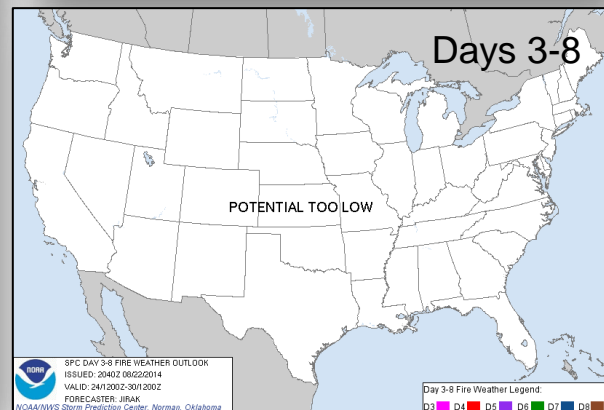 Days 3-8
POTENTIAL TOO LOW
NOAA
SPC DAY 3-8 FIRE WEATHER OUTLOOK
ISSUED: 2040Z 08/22/2014
VALID: 24/1200Z-30/1200Z
FORECASTER: JIRAK
NOAA/NWS Storm Prediction Center, Norman, Oklahoma
Day 3-8 Fire Weather Legend:
D3 D4 D5 D6 D7 D8